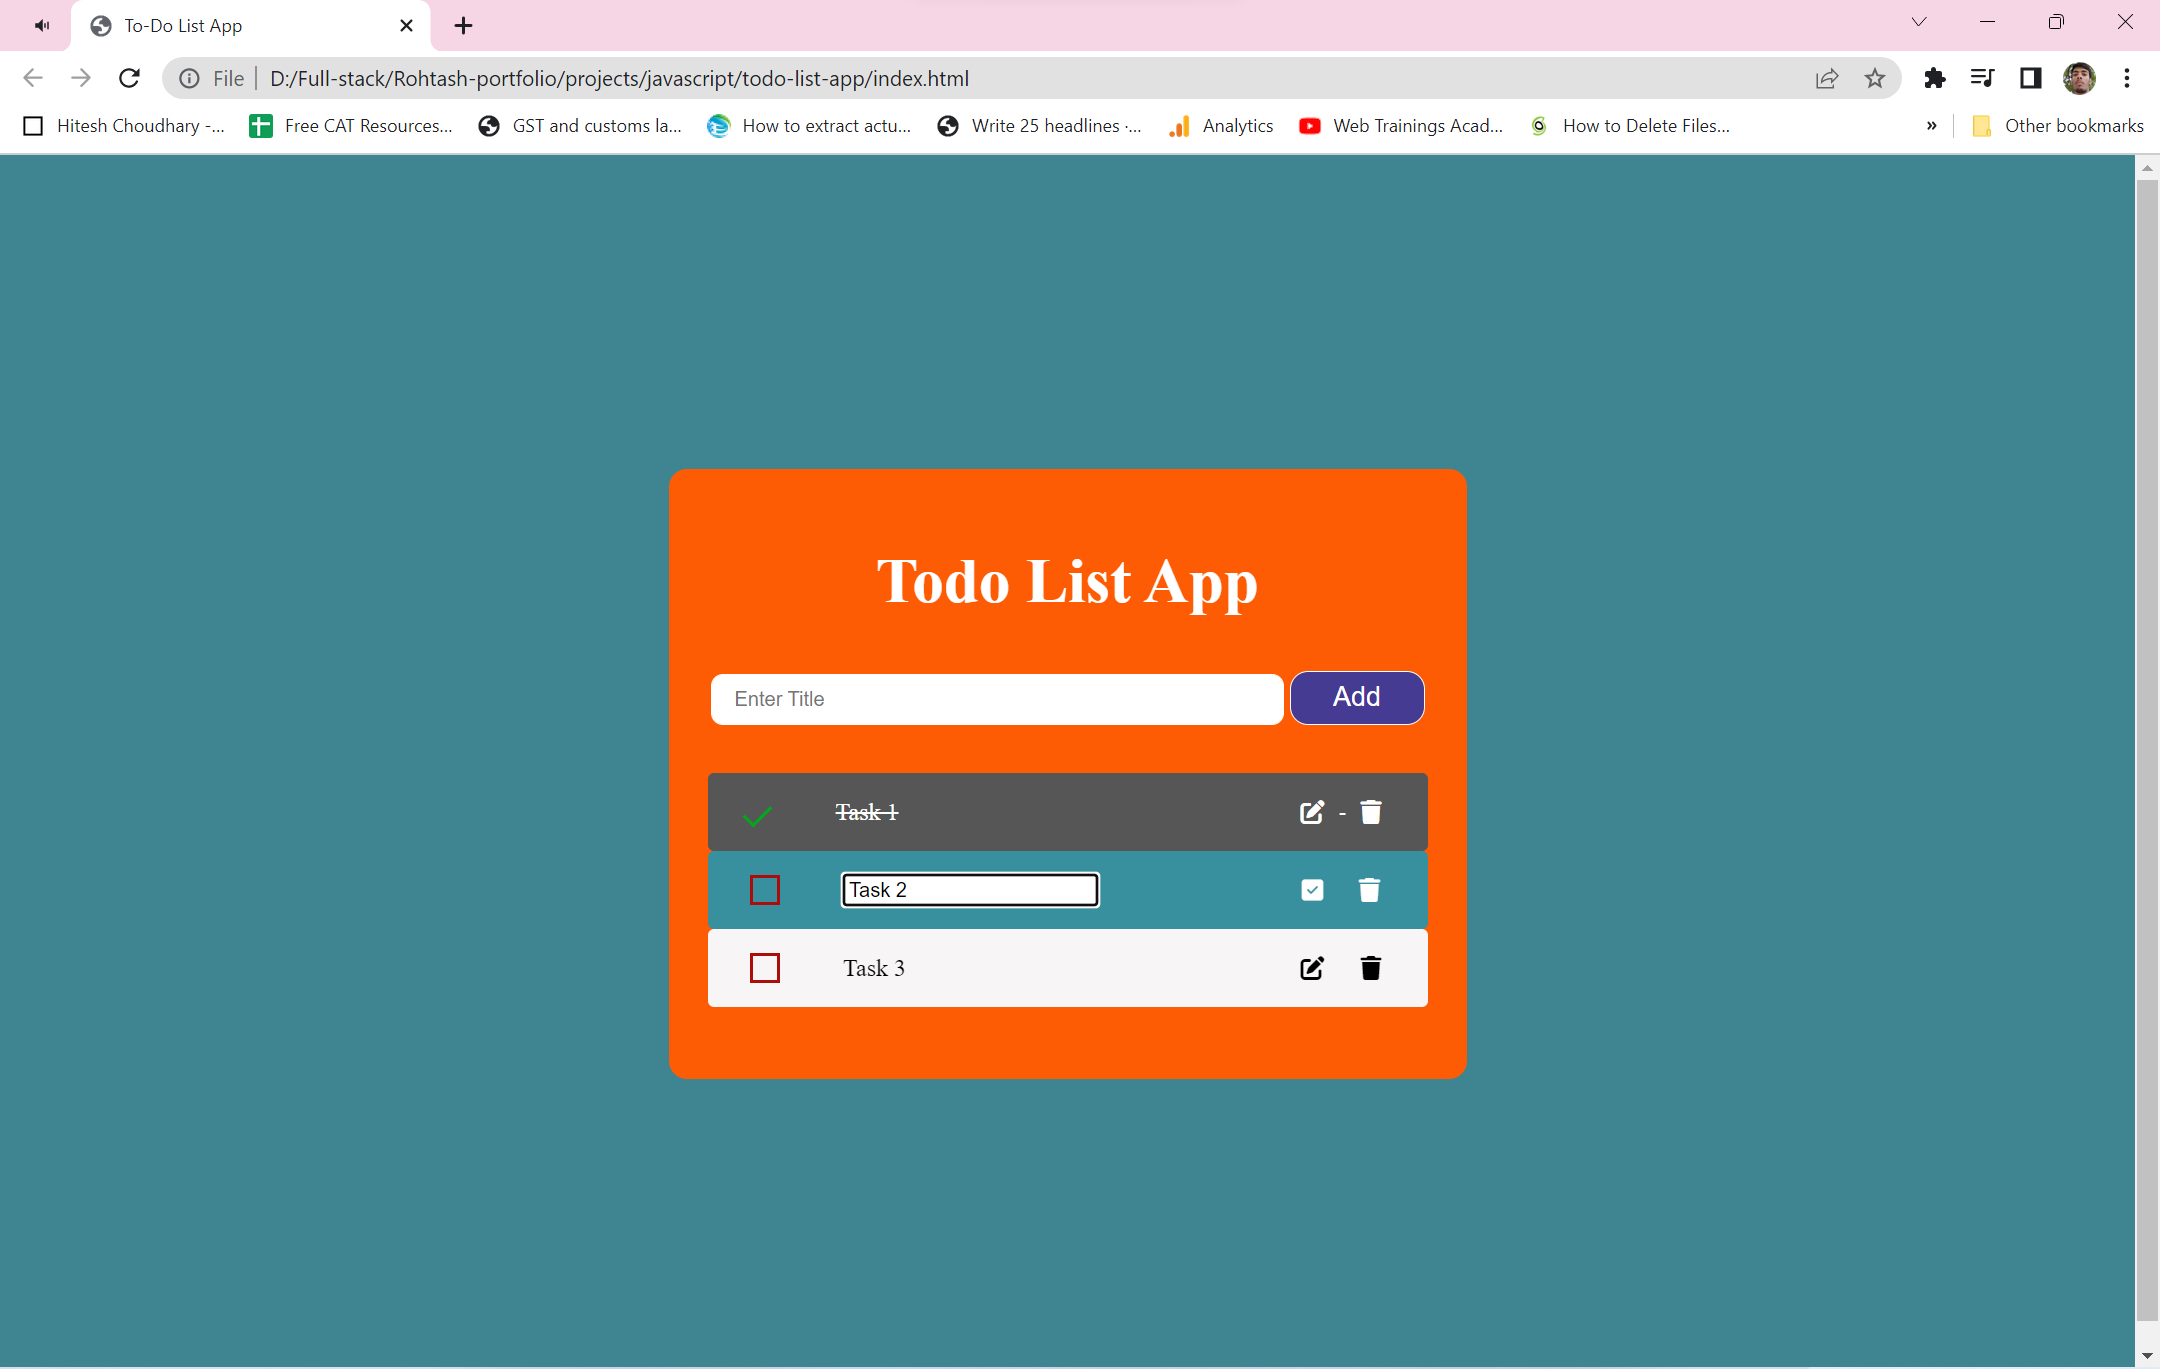 To-Do List App
File D:/Full-stack/Rohtash-portfolio/projects/javascript/todo-list-app/index.html
Hitesh Choudhary -... Free CAT Resources... GST and customs la... How to extract actu... Write 25 headlines ·... Analytics Web Trainings Acad... How to Delete Files... » Other bookmarks
Todo List App
Enter Title Add
Task 1 -
Task 2
Task 3